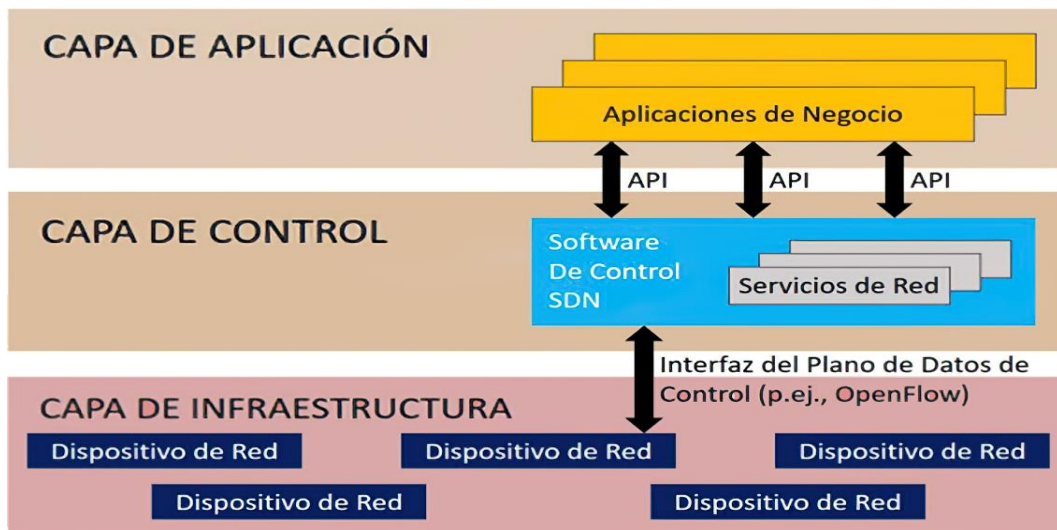 CAPA DE APLICACIÓN
Aplicaciones de Negocio
API
API
API
CAPA DE CONTROL
Software
De Control
SDN
Servicios de Red
Interfaz del Plano de Datos de
Control (p.ej., OpenFlow)
CAPA DE INFRAESTRUCTURA
Dispositivo de Red
Dispositivo de Red
Dispositivo de Red
Dispositivo de Red
Dispositivo de Red